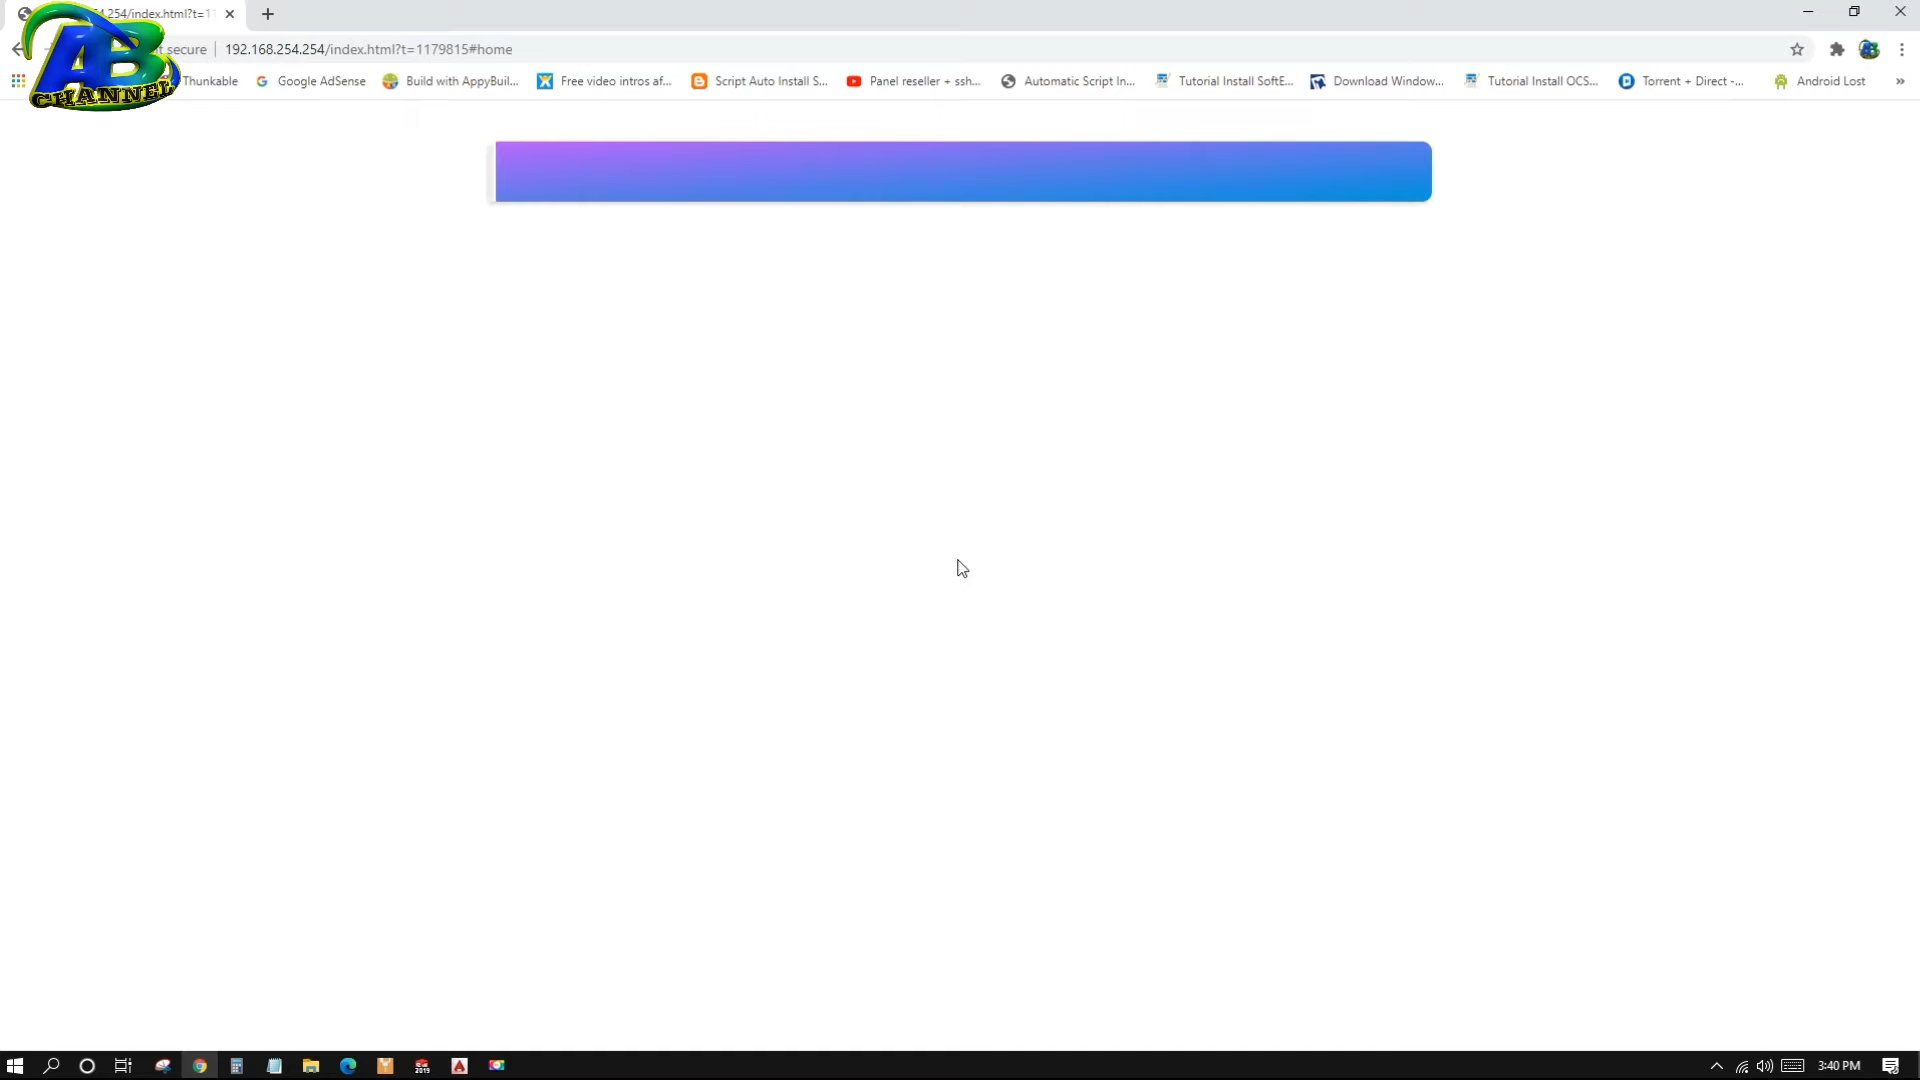 4.254/index.html?t=1
t secure
192.168.254.254/index.html?t=1179815#home
AB
CHANNEL
Thunkable
Google AdSense
Build with AppyBuil...
Free video intros af...
Script Auto Install S...
Panel reseller + ssh...
Automatic Script In...
Tutorial Install SoftE...
Download Window...
Tutorial Install OCS...
Torrent + Direct -...
Android Lost
2019
3:40 PM